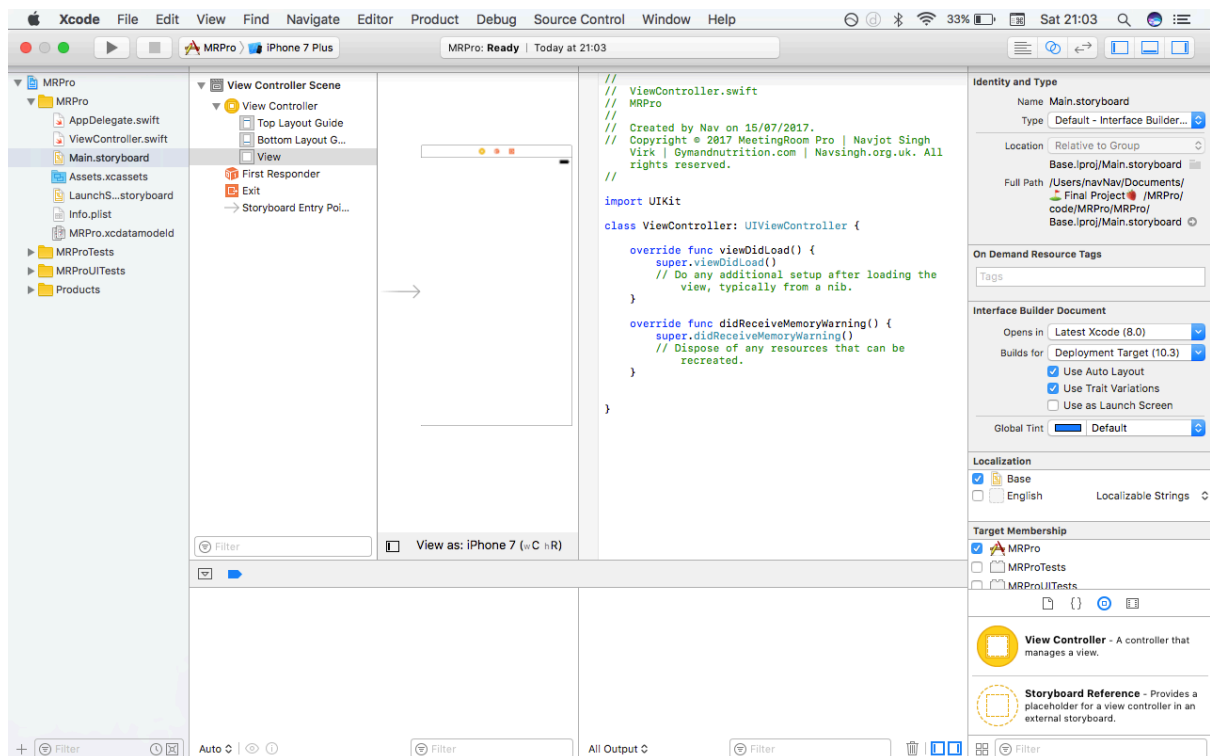 Xcode File Edit View Find Navigate Editor Product Debug Source Control Window Help 33% Sat 21:03
MRPro iPhone 7 Plus MRPro: Ready | Today at 21:03
MRPro
MRPro
AppDelegate.swift
ViewController.swift
Main.storyboard
Assets.xcassets
LaunchS...storyboard
Info.plist
MRPro.xcdatamodeld
MRProTests
MRProUITests
Products
Filter
View Controller Scene
View Controller
Top Layout Guide
Bottom Layout G...
View
First Responder
Exit
Storyboard Entry Poi...
Filter
View as: iPhone 7 (wC hR)
//
// ViewController.swift
// MRPro
//
// Created by Nav on 15/07/2017.
// Copyright © 2017 MeetingRoom Pro | Navjot Singh
Virk | Gymandnutrition.com | Navsingh.org.uk. All
rights reserved.
//
import UIKit
class ViewController: UIViewController {
override func viewDidLoad() {
super.viewDidLoad()
// Do any additional setup after loading the
view, typically from a nib.
}
override func didReceiveMemoryWarning() {
super.didReceiveMemoryWarning()
// Dispose of any resources that can be
recreated.
}
}
Auto Filter
All Output Filter
Identity and Type
Name Main.storyboard
Type Default - Interface Builder...
Location Relative to Group
Base.lproj/Main.storyboard
Full Path /Users/navNav/Documents/
Final Project /MRPro/
code/MRPro/MRPro/
Base.lproj/Main.storyboard
On Demand Resource Tags
Tags
Interface Builder Document
Opens in Latest Xcode (8.0)
Builds for Deployment Target (10.3)
Use Auto Layout
Use Trait Variations
Use as Launch Screen
Global Tint Default
Localization
Base
English Localizable Strings
Target Membership
MRPro
MRProTests
MRProUITests
{}
View Controller - A controller that
manages a view.
Storyboard Reference - Provides a
placeholder for a view controller in an
external storyboard.
Filter